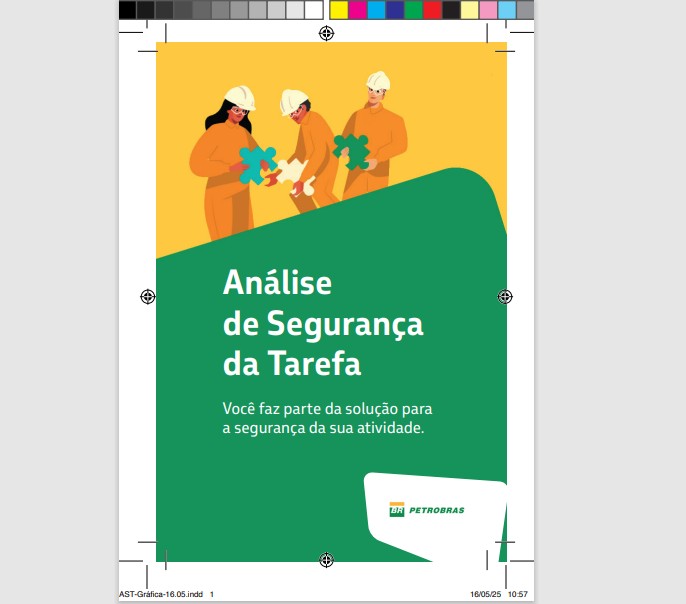 Análise
de Segurança
da Tarefa
Você faz parte da solução para
a segurança da sua atividade.
BR PETROBRAS
AST-Gráfica-16.05.indd 1
16/05/25 10:57